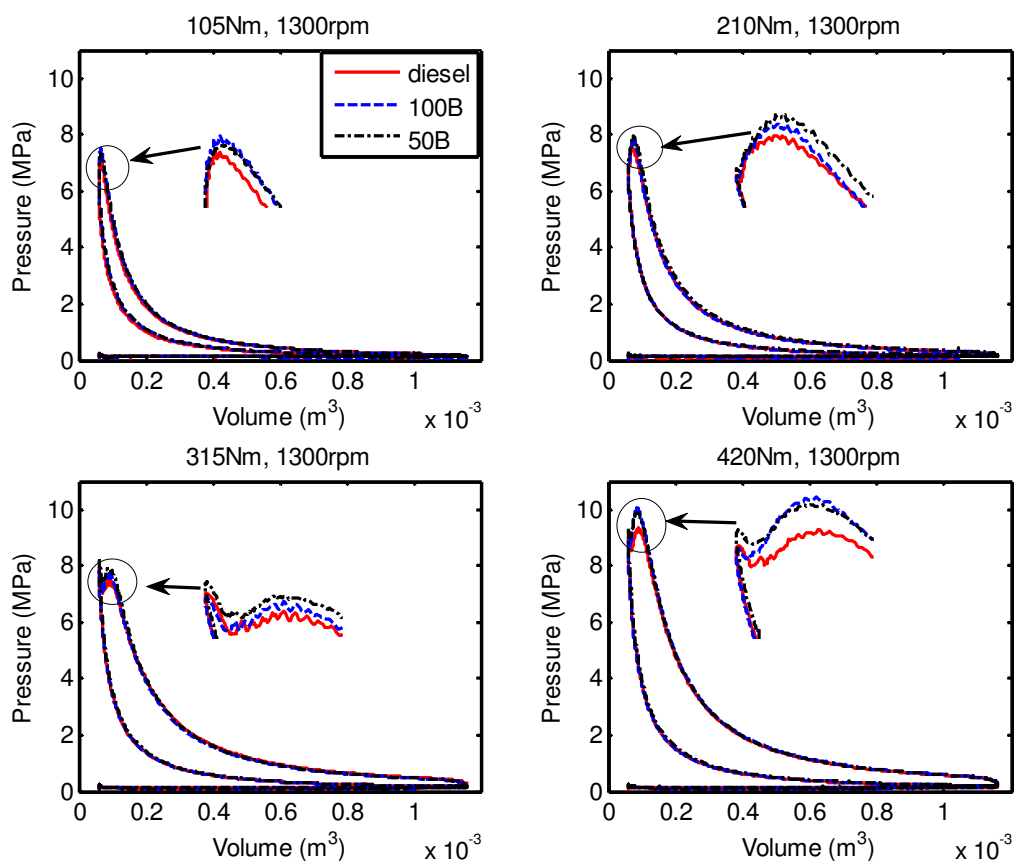 105Nm, 1300rpm
Pressure (MPa)
10
8
6
4
2
0
diesel
100B
50B
0 0.2 0.4 0.6 0.8 1
Volume (m³)
x 10⁻³
210Nm, 1300rpm
Pressure (MPa)
10
8
6
4
2
0
0 0.2 0.4 0.6 0.8 1
Volume (m³)
x 10⁻³
315Nm, 1300rpm
Pressure (MPa)
10
8
6
4
2
0
0 0.2 0.4 0.6 0.8 1
Volume (m³)
x 10⁻³
420Nm, 1300rpm
Pressure (MPa)
10
8
6
4
2
0
0 0.2 0.4 0.6 0.8 1
Volume (m³)
x 10⁻³